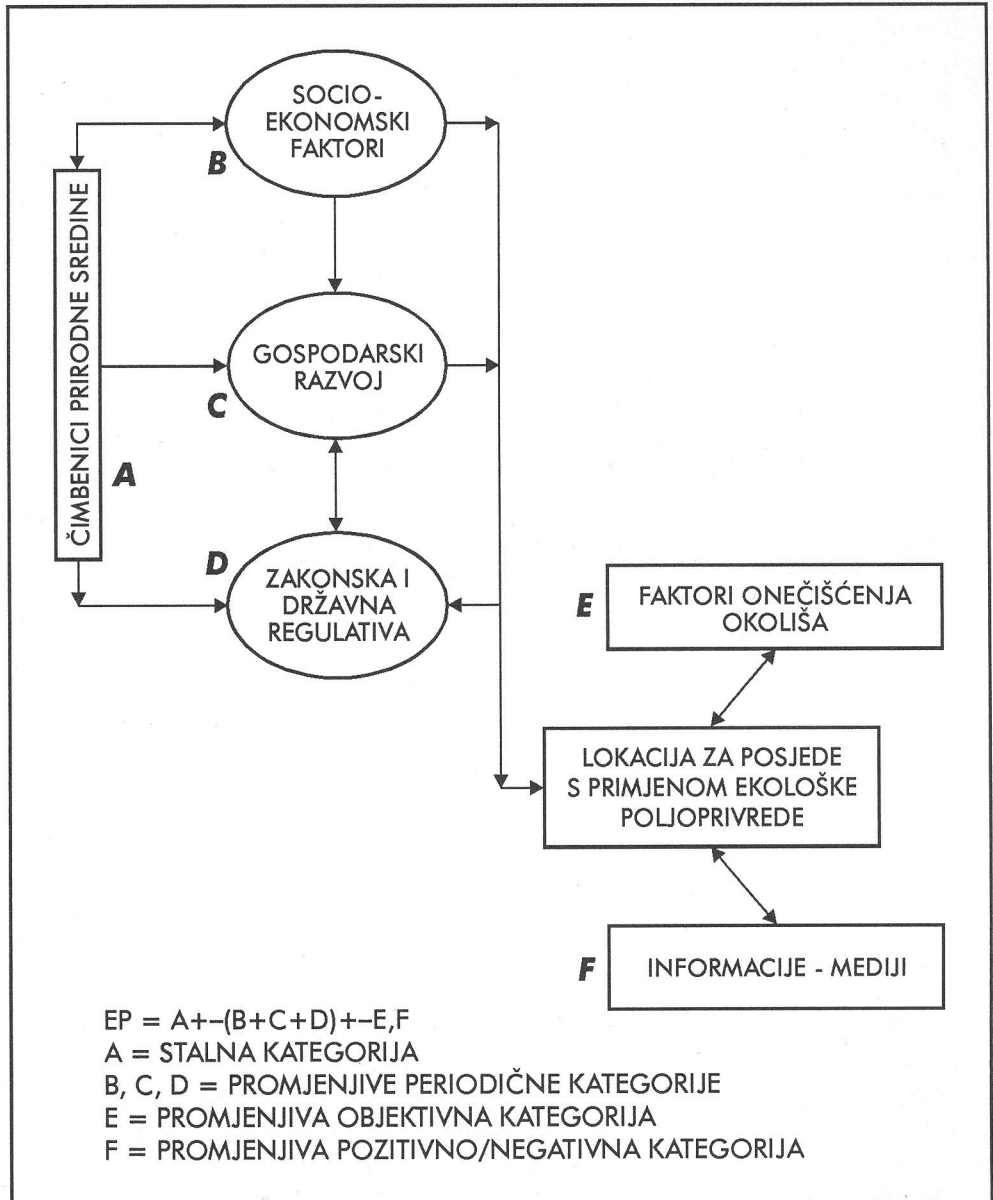 SOCIO-
EKONOMSKI
FAKTORI
B
ČIMBENICI PRIRODNE SREDINE
A
GOSPODARSKI
RAZVOJ
C
D
ZAKONSKA I
DRŽAVNA
REGULATIVA
E
FAKTORI ONEČIŠĆENJA
OKOLIŠA
LOKACIJA ZA POSJEDE
S PRIMJENOM EKOLOŠKE
POLJOPRIVREDE
F
INFORMACIJE - MEDIJI
EP = A+–(B+C+D)+–E,F
A = STALNA KATEGORIJA
B, C, D = PROMJENJIVE PERIODIČNE KATEGORIJE
E = PROMJENJIVA OBJEKTIVNA KATEGORIJA
F = PROMJENJIVA POZITIVNO/NEGATIVNA KATEGORIJA